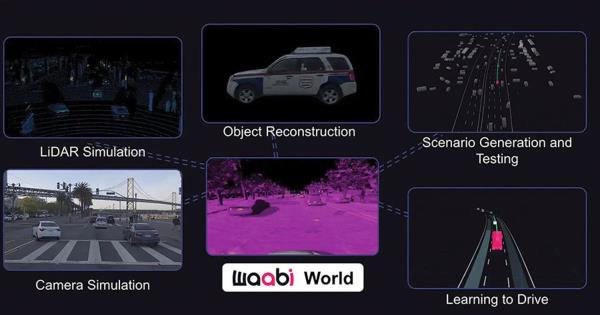 LiDAR Simulation
Object Reconstruction
Scenario Generation and
Testing
Camera Simulation
waabi World
Learning to Drive